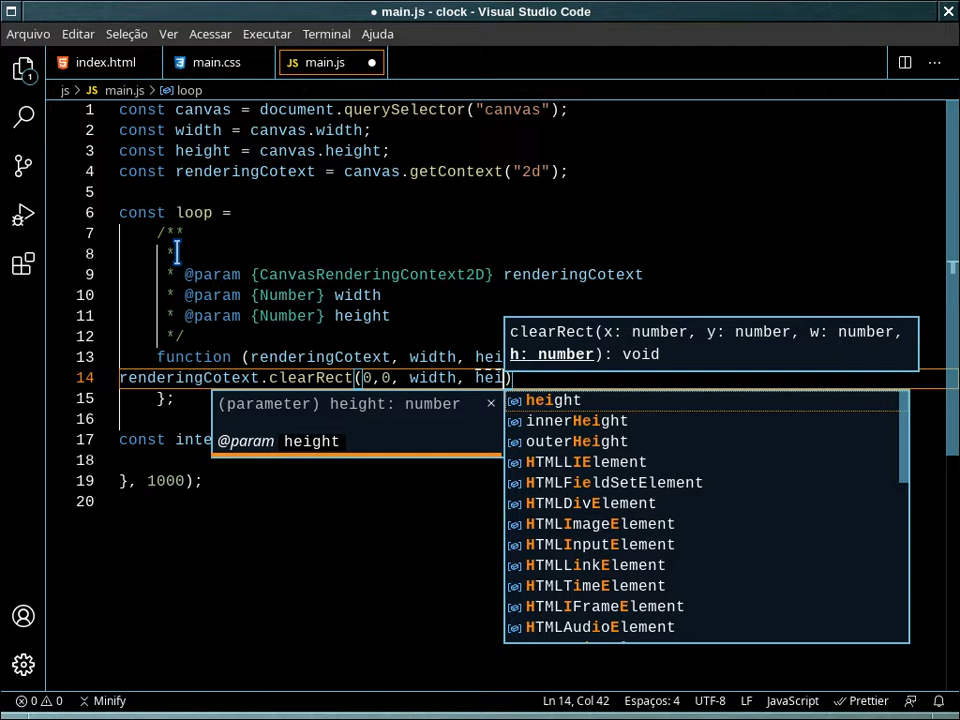 ● main.js - clock - Visual Studio Code
Arquivo Editar Seleção Ver Acessar Executar Terminal Ajuda
index.html main.css JS main.js ●
js > JS main.js > loop
1 const canvas = document.querySelector("canvas");
2 const width = canvas.width;
3 const height = canvas.height;
4 const renderingCotext = canvas.getContext("2d");
5
6 const loop =
7 /**
8 *
9 * @param {CanvasRenderingContext2D} renderingCotext
10 * @param {Number} width
11 * @param {Number} height
12 */
13 function (renderingCotext, width, hei
14 renderingCotext.clearRect(0,0, width, hei)
15 };
16
17 const inte
18
19 }, 1000);
20
clearRect(x: number, y: number, w: number,
h: number): void
(parameter) height: number ×
@param height
height
innerHeight
outerHeight
HTMLLIElement
HTMLFieldSetElement
HTMLDivElement
HTMLImageElement
HTMLInputElement
HTMLLinkElement
HTMLTimeElement
HTMLIFrameElement
HTMLAudioElement
1
0 0 Minify Ln 14, Col 42 Espaços: 4 UTF-8 LF JavaScript Prettier